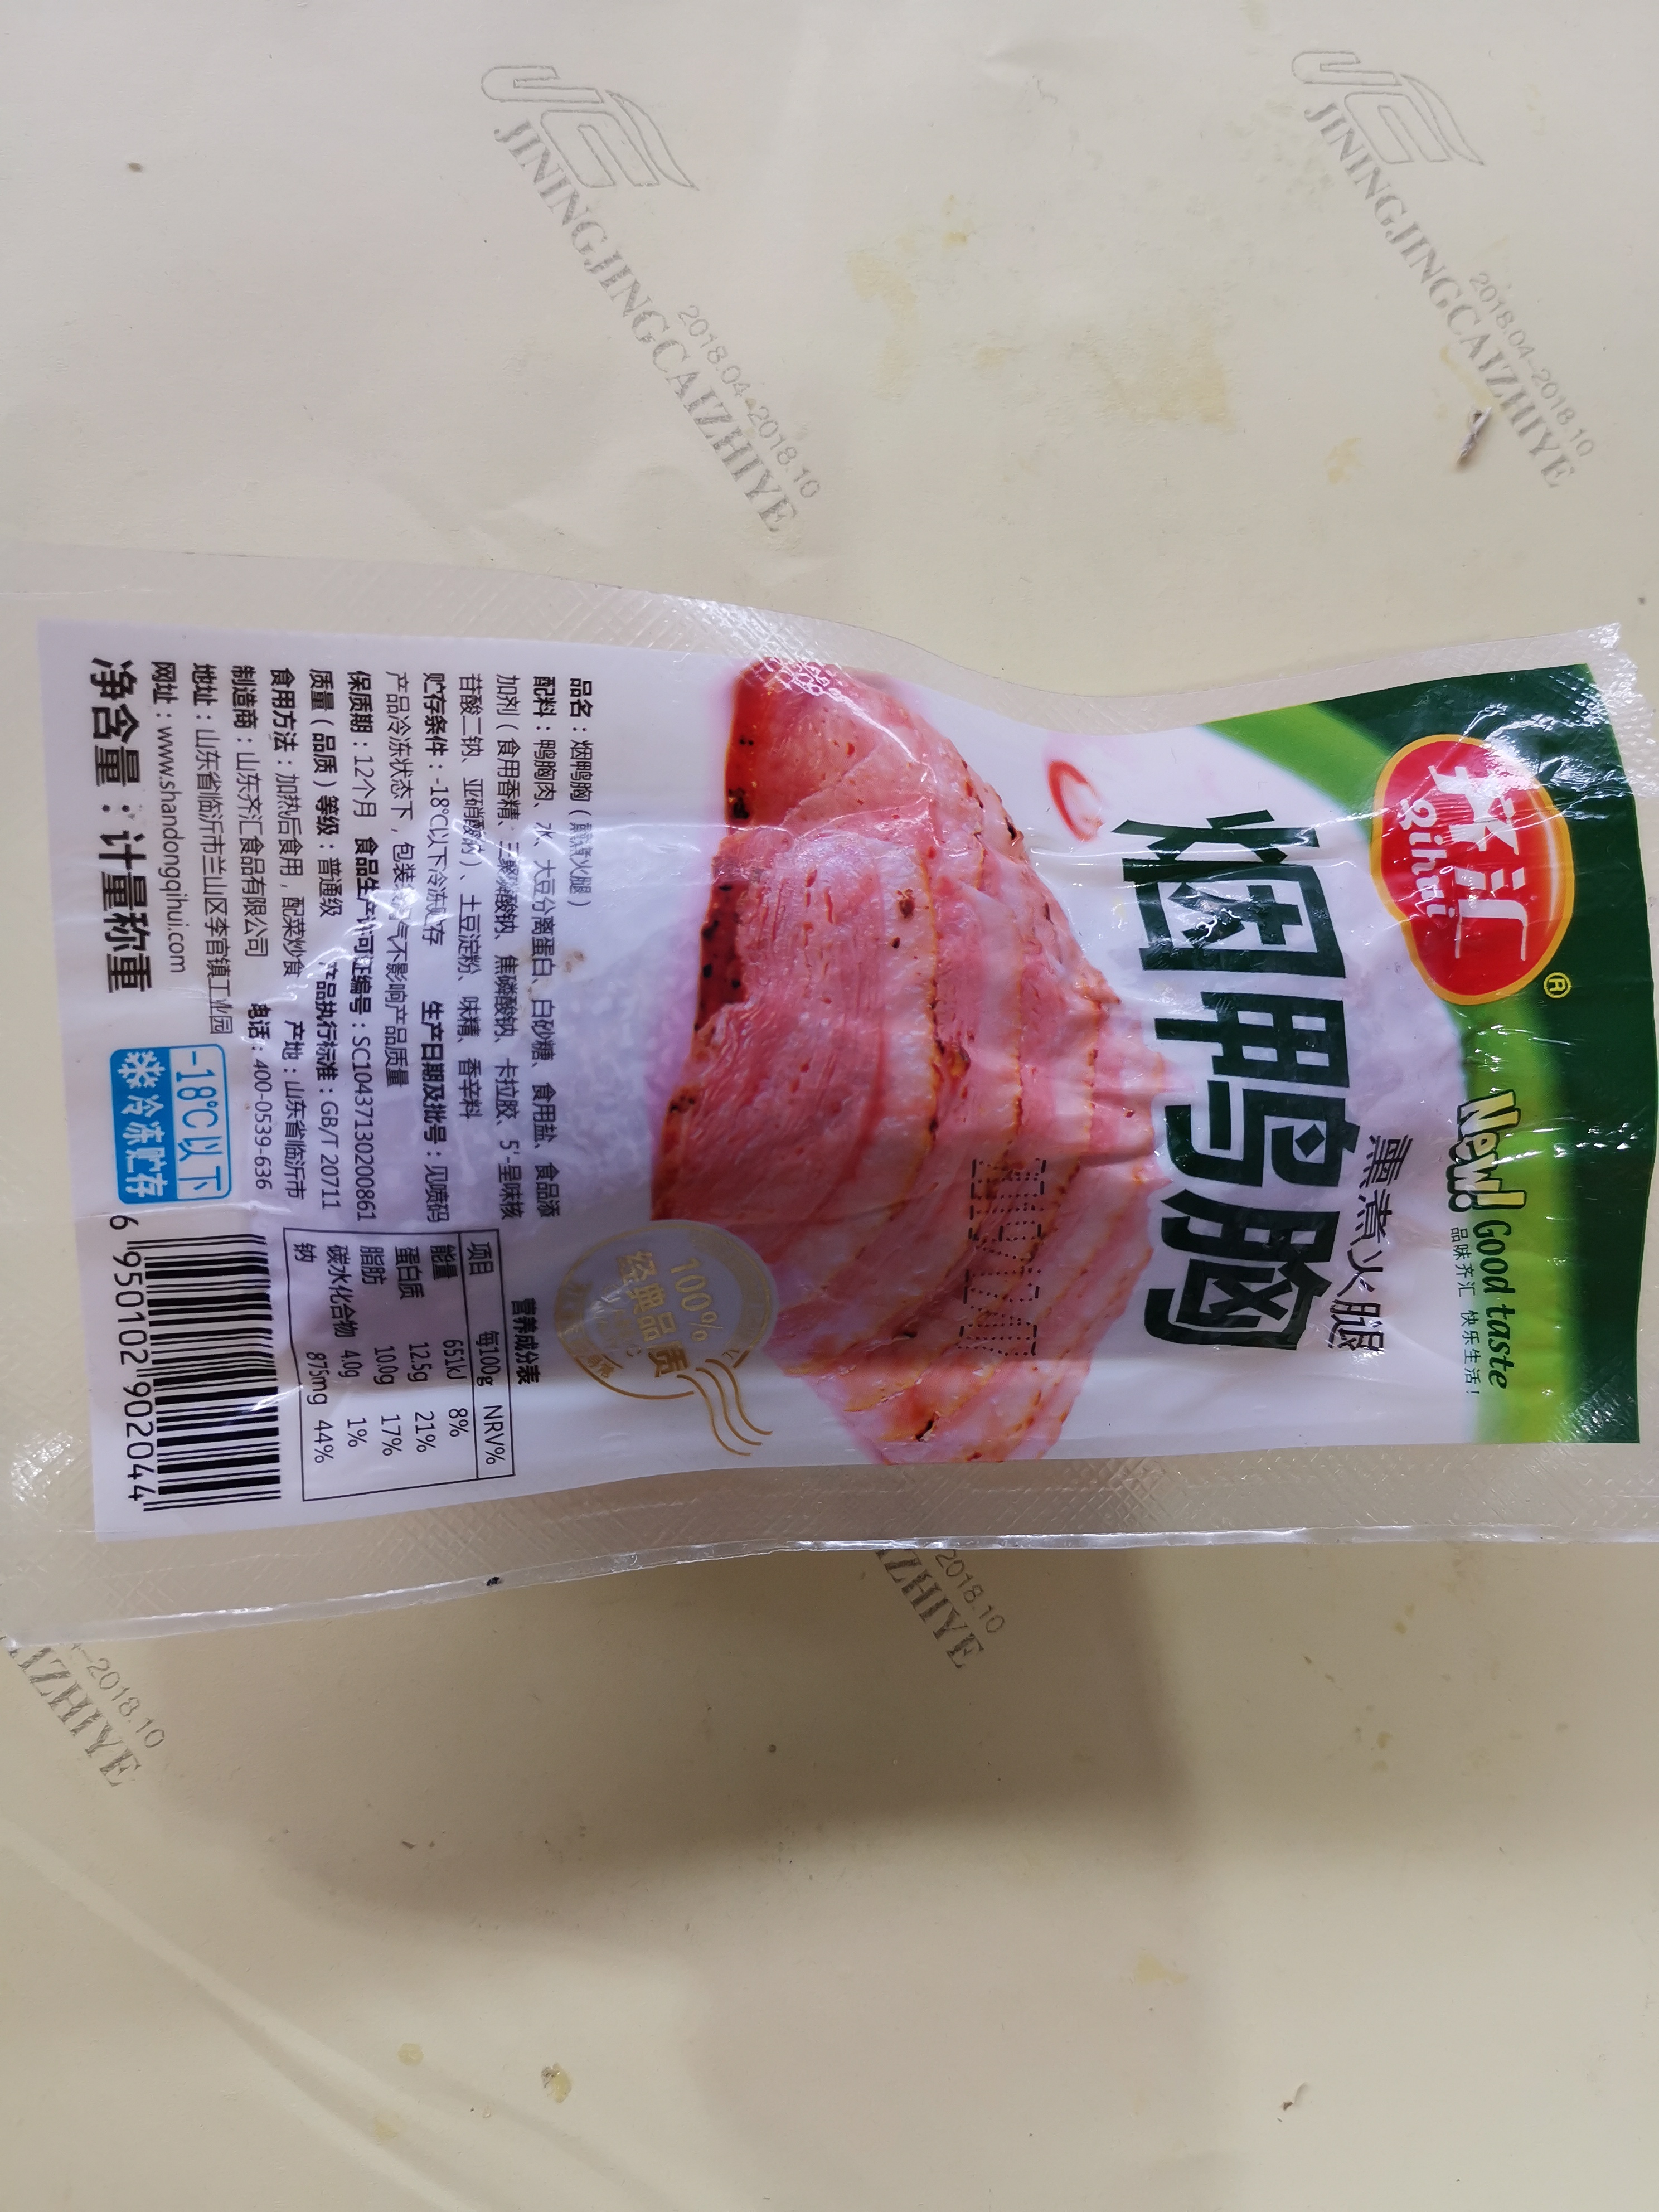 齐汇
Qihui
®
New! Good taste
品味齐汇 快乐生活!
熏煮火腿
烟鸭胸
100%
经典品质
品名：烟鸭胸（熏煮火腿）
配料：鸭胸肉、水、大豆分离蛋白、白砂糖、食用盐、食品添
加剂（食用香精、三聚磷酸钠、焦磷酸钠、卡拉胶、5'-呈味核
苷酸二钠、亚硝酸钠）、土豆淀粉、味精、香辛料
贮存条件：-18℃以下冷冻贮存 生产日期及批号：见喷码
产品冷冻状态下，包装 气不影响产品质量
保质期：12个月 食品生产许可证编号：SC10437130200861
质量（品质）等级：普通级 产品执行标准：GB/T 20711
食用方法：加热后食用，配菜炒食 产地：山东省临沂市
制造商：山东齐汇食品有限公司 电话：400-0539-636
地址：山东省临沂市兰山区李官镇工业园
网址：www.shandongqihui.com
净含量：计量称重
-18℃以下
冷冻贮存
营养成分表
项目 每100g NRV%
能量 651kJ 8%
蛋白质 12.5g 21%
脂肪 10.0g 17%
碳水化合物 4.0g 1%
钠 875mg 44%
6 950102 902044
JININGJINGCAIZHIYE
2018.04-2018.10
JININGJINGCAIZHIYE
2018.04-2018.10
ZHIYE
2018.10
IZHIYE
-2018.10